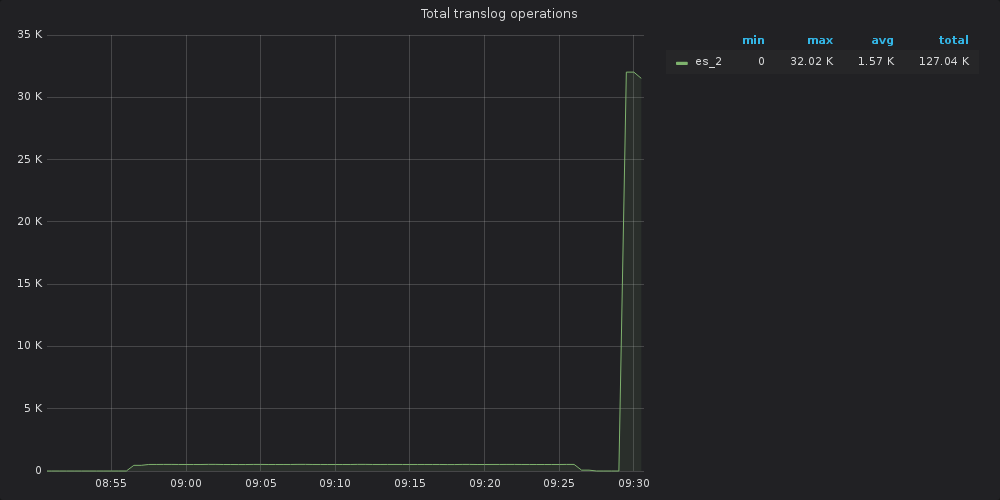 Total translog operations
35 K
30 K
25 K
20 K
15 K
10 K
5 K
0
08:55 09:00 09:05 09:10 09:15 09:20 09:25 09:30
min max avg total
es_2 0 32.02 K 1.57 K 127.04 K